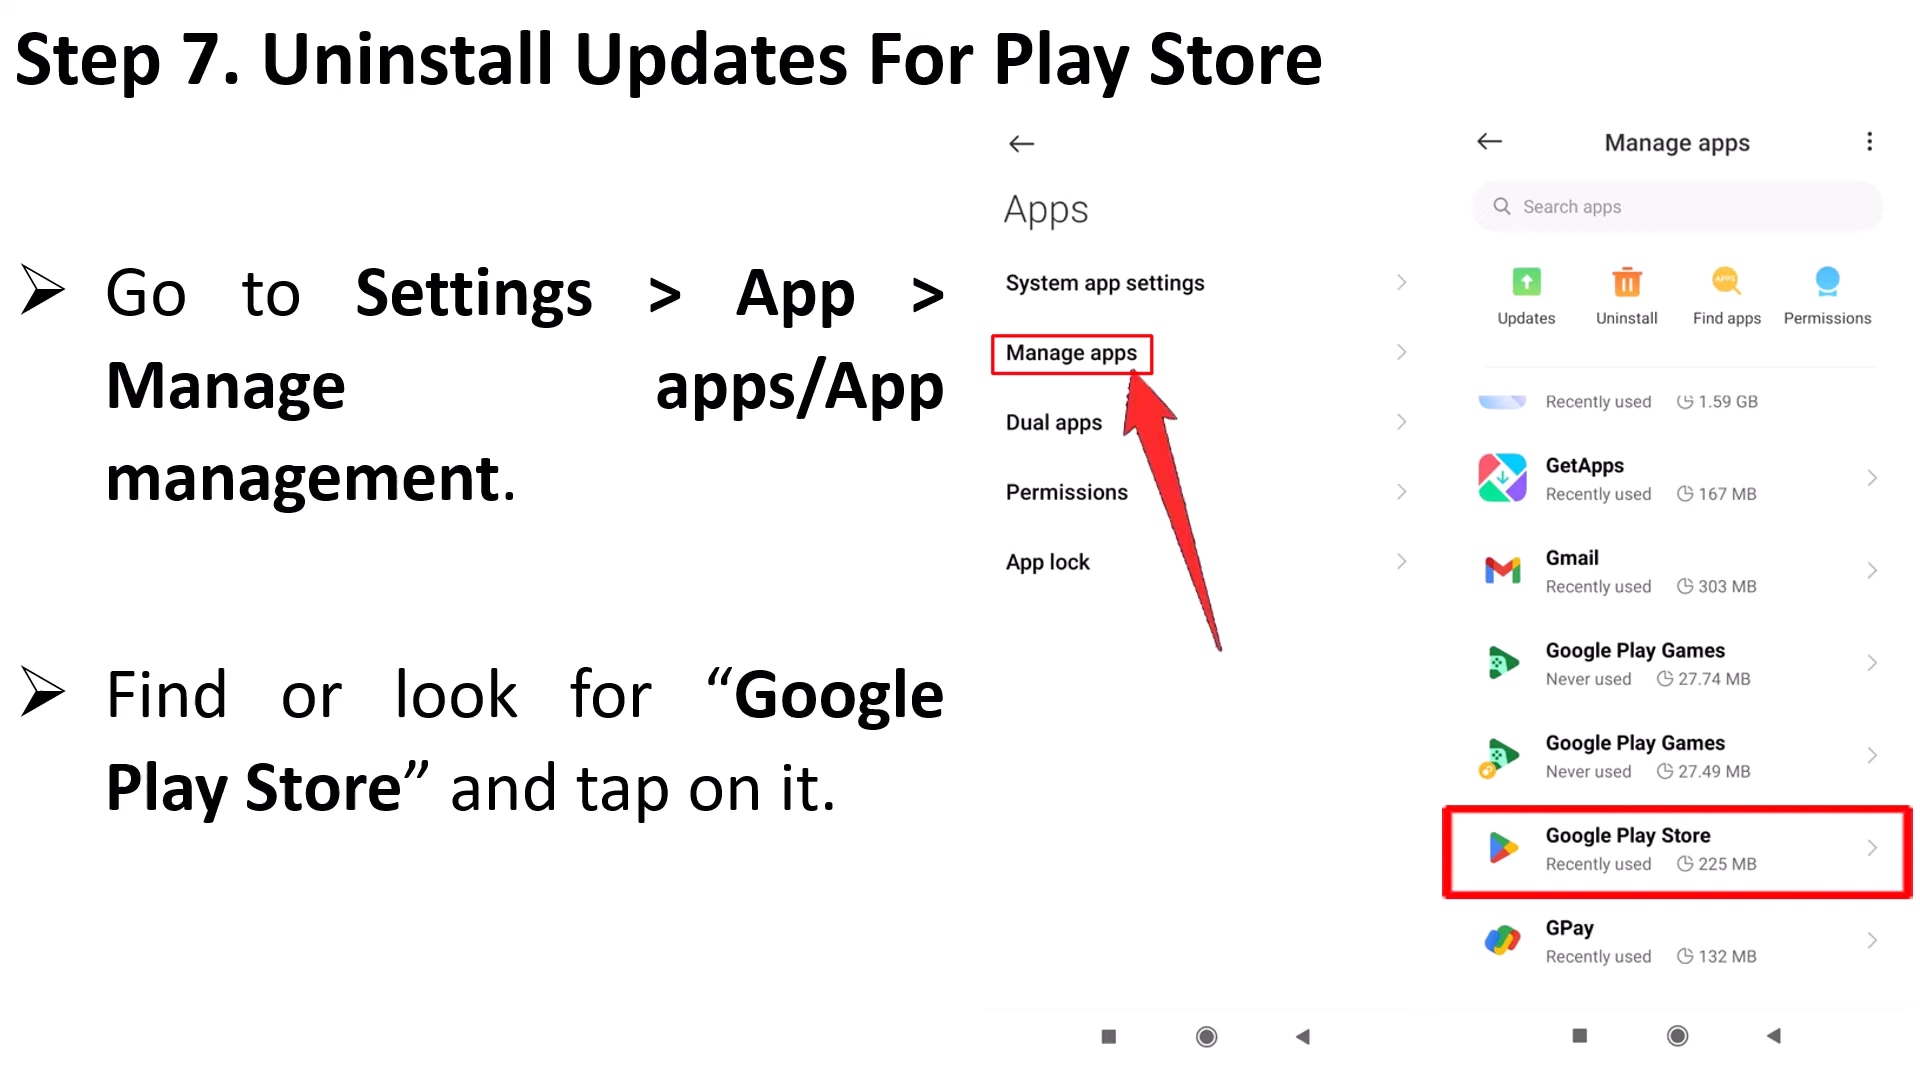 Step 7. Uninstall Updates For Play Store
➢ Go to Settings > App >
Manage apps/App
management.
➢ Find or look for “Google
Play Store” and tap on it.
Apps
System app settings
Manage apps
Dual apps
Permissions
App lock
Manage apps
Search apps
APPS
Updates Uninstall Find apps Permissions
Recently used 1.59 GB
GetApps
Recently used 167 MB
Gmail
Recently used 303 MB
Google Play Games
Never used 27.74 MB
Google Play Games
Never used 27.49 MB
Google Play Store
Recently used 225 MB
GPay
Recently used 132 MB